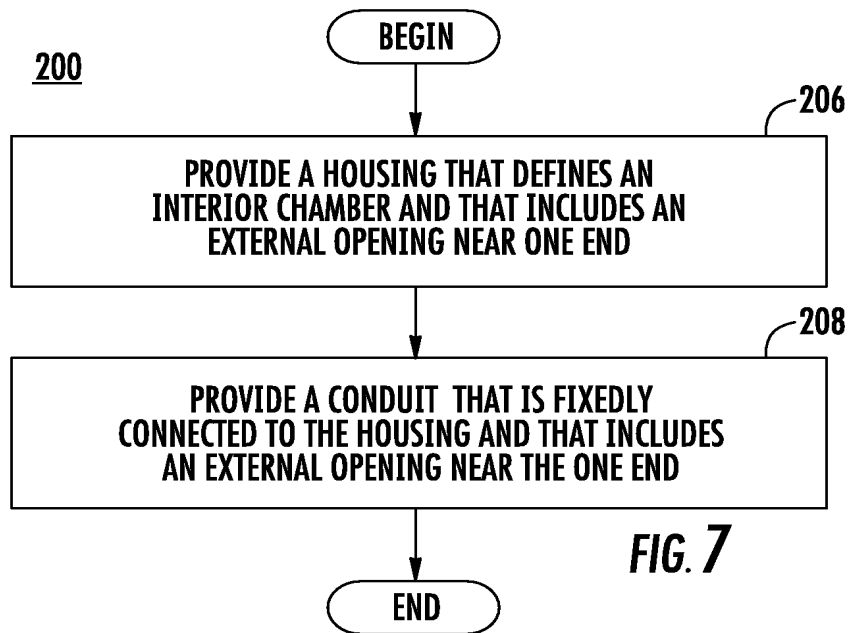 BEGIN
200
206
PROVIDE A HOUSING THAT DEFINES AN
INTERIOR CHAMBER AND THAT INCLUDES AN
EXTERNAL OPENING NEAR ONE END
208
PROVIDE A CONDUIT THAT IS FIXEDLY
CONNECTED TO THE HOUSING AND THAT INCLUDES
AN EXTERNAL OPENING NEAR THE ONE END
FIG. 7
END